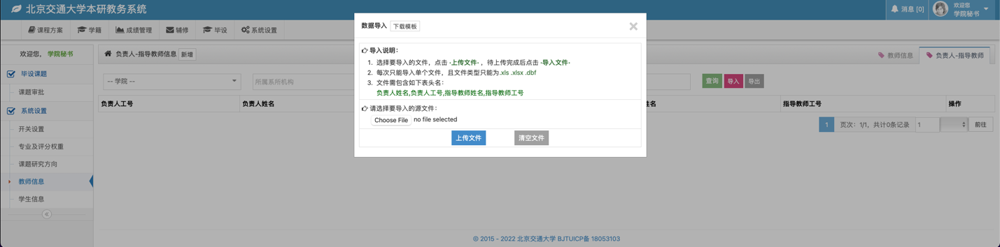 北京交通大学本研教务系统
消息 [0]
欢迎您
学院秘书
课程方案 学籍 成绩管理 辅修 毕设 系统设置
欢迎您，学院秘书
毕设课题
课题审批
系统设置
开关设置
专业及评分权重
课题研究方向
教师信息
学生信息
负责人-指导教师信息 新增
教师信息 负责人-指导教师
-- 学院 -- 所属系所机构
查询 导入 导出
负责人工号 负责人姓名 姓名 指导教师工号 操作
1 页次：1/1，共计0条记录 1 前往
数据导入 下载模板 ×
导入说明：
1. 选择要导入的文件，点击 ·上传文件· ，待上传完成后点击 ·导入文件·
2. 每次只能导入单个文件，且文件类型只能为.xls .xlsx .dbf
3. 文件需包含如下表头名：
负责人姓名,负责人工号,指导教师姓名,指导教师工号
请选择要导入的源文件：
Choose File no file selected
上传文件 清空文件
© 2015 - 2022 北京交通大学 BJTUICP备 18053103